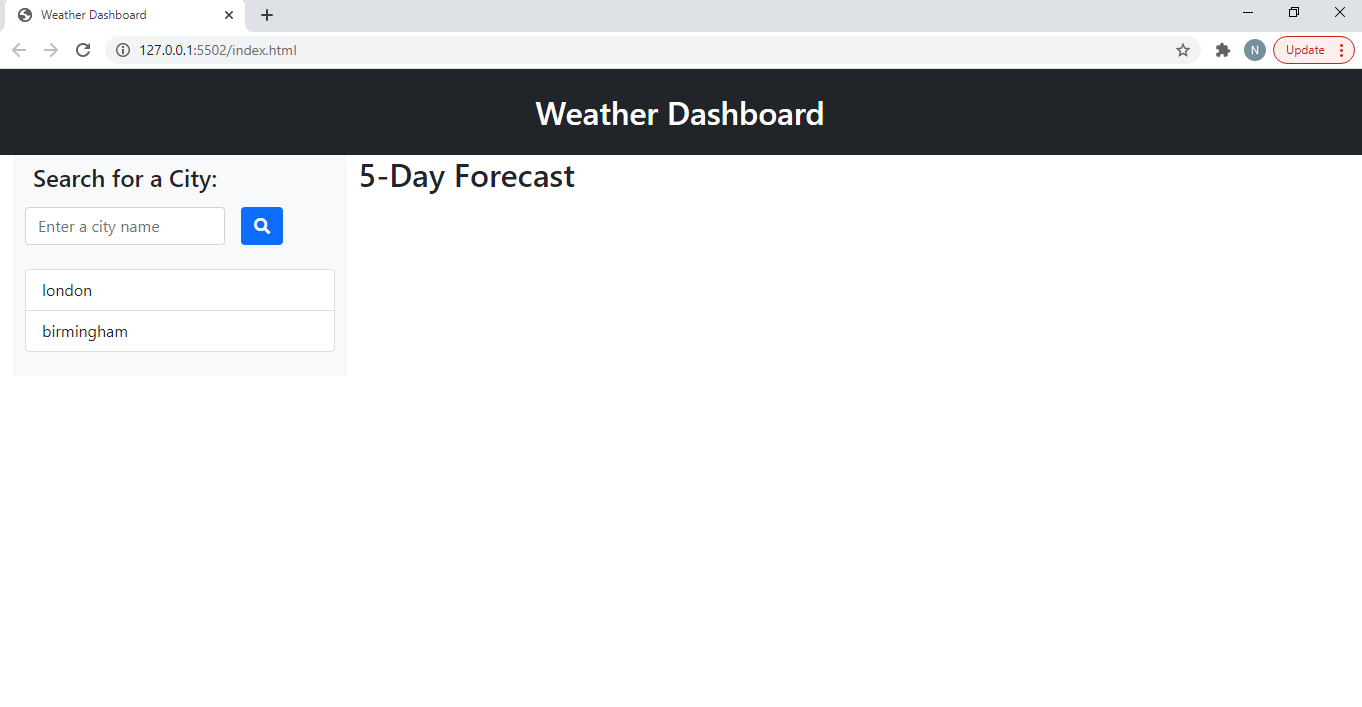 Weather Dashboard
127.0.0.1:5502/index.html
N
Update
Weather Dashboard
Search for a City:
5-Day Forecast
Enter a city name
london
birmingham